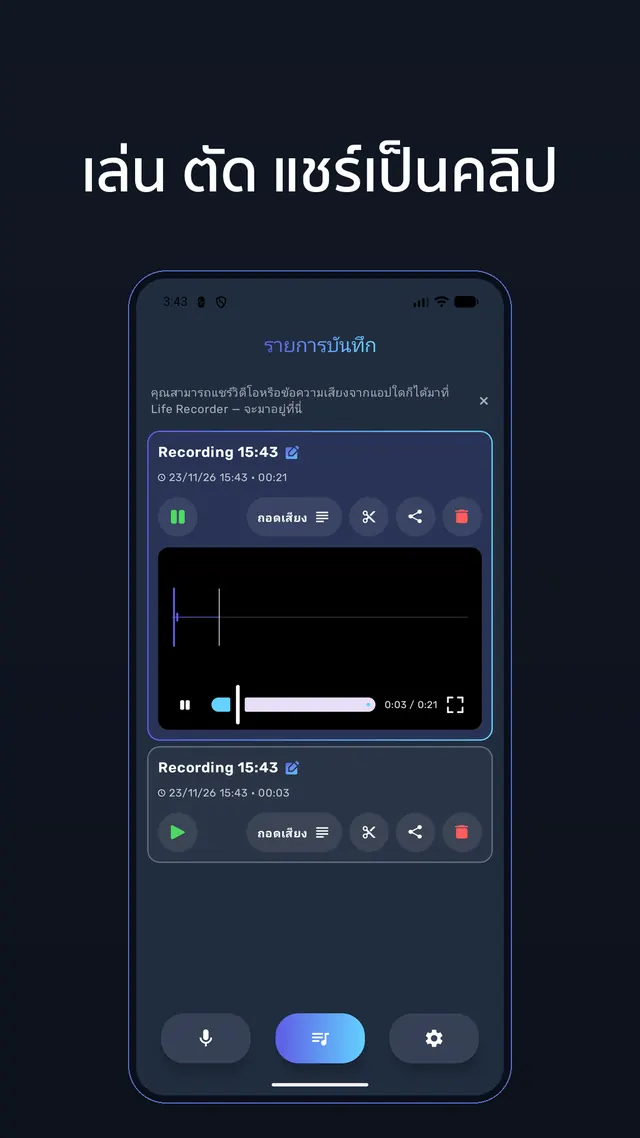 เล่น ตัด แชร์เป็นคลิป
3:43
รายการบันทึก
คุณสามารถแชร์วิดีโอหรือข้อความเสียงจากแอปใดก็ได้มาที่
Life Recorder — จะมาอยู่ที่นี่
Recording 15:43
23/11/26 15:43 • 00:21
ถอดเสียง
0:03 / 0:21
Recording 15:43
23/11/26 15:43 • 00:03
ถอดเสียง